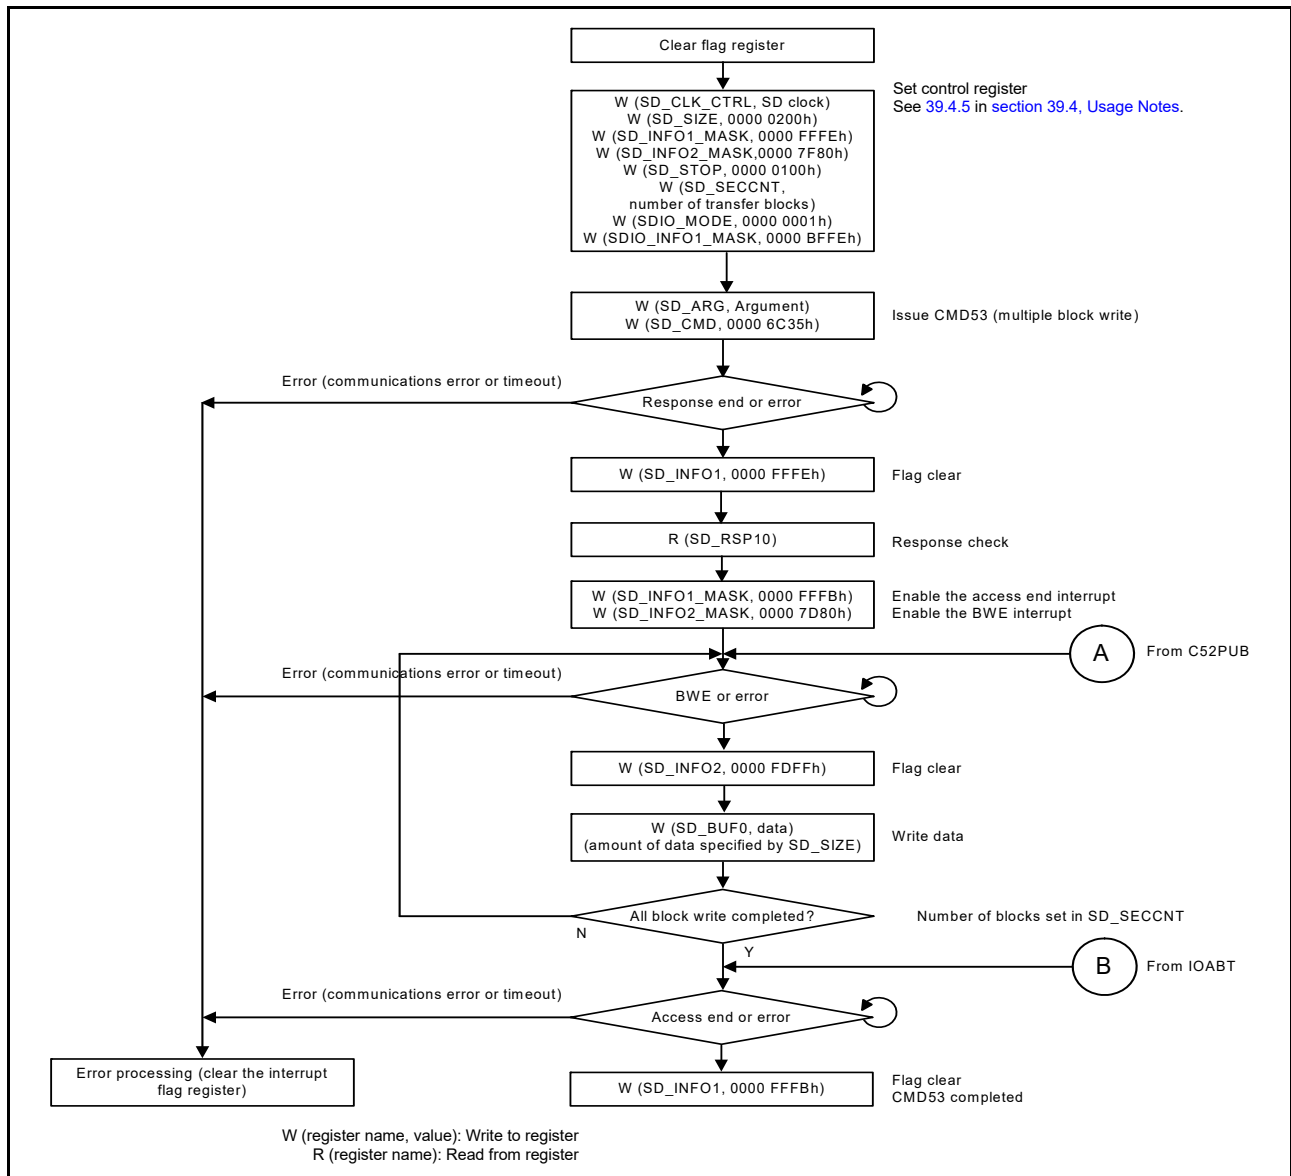 Clear flag register
W (SD_CLK_CTRL, SD clock)
W (SD_SIZE, 0000 0200h)
W (SD_INFO1_MASK, 0000 FFFEh)
W (SD_INFO2_MASK,0000 7F80h)
W (SD_STOP, 0000 0100h)
W (SD_SECCNT,
number of transfer blocks)
W (SDIO_MODE, 0000 0001h)
W (SDIO_INFO1_MASK, 0000 BFFEh)
Set control register
See 39.4.5 in section 39.4, Usage Notes.
W (SD_ARG, Argument)
W (SD_CMD, 0000 6C35h)
Issue CMD53 (multiple block write)
Error (communications error or timeout)
Response end or error
W (SD_INFO1, 0000 FFFEh)
Flag clear
R (SD_RSP10)
Response check
W (SD_INFO1_MASK, 0000 FFFBh)
W (SD_INFO2_MASK, 0000 7D80h)
Enable the access end interrupt
Enable the BWE interrupt
A
From C52PUB
Error (communications error or timeout)
BWE or error
W (SD_INFO2, 0000 FDFFh)
Flag clear
W (SD_BUF0, data)
(amount of data specified by SD_SIZE)
Write data
All block write completed?
Number of blocks set in SD_SECCNT
N
Y
B
From IOABT
Error (communications error or timeout)
Access end or error
Error processing (clear the interrupt
flag register)
W (SD_INFO1, 0000 FFFBh)
Flag clear
CMD53 completed
W (register name, value): Write to register
R (register name): Read from register